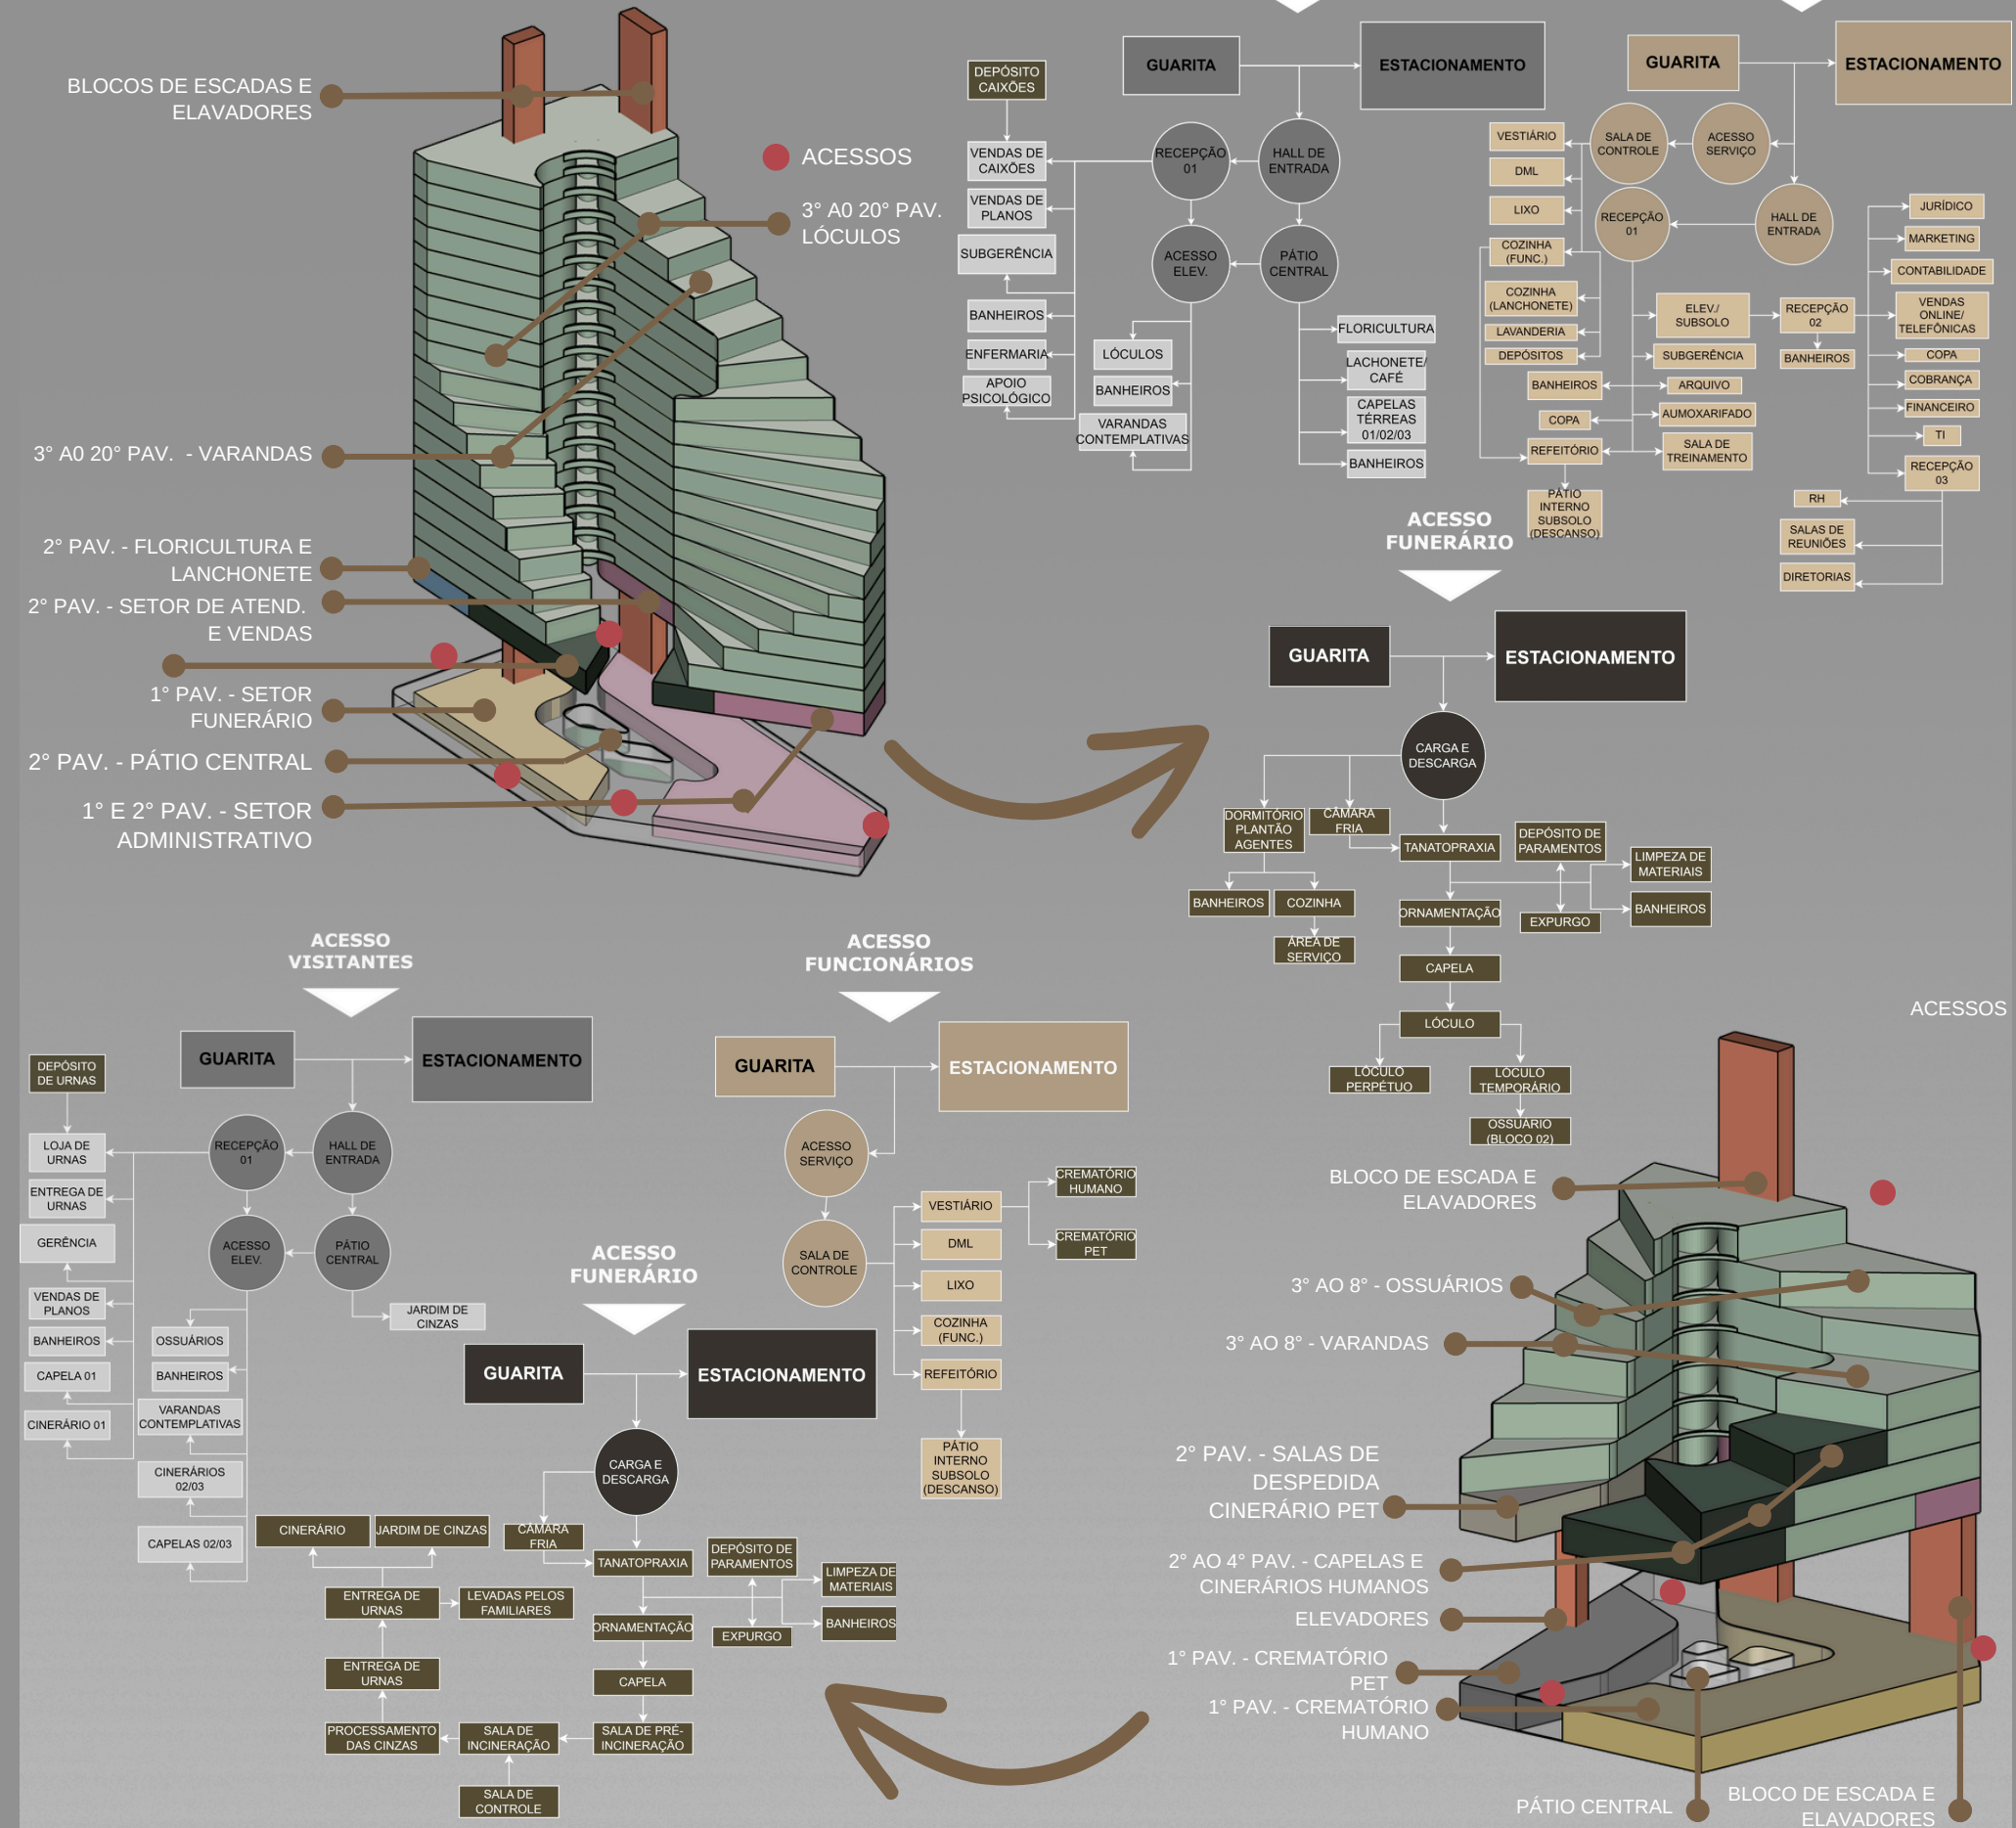 BLOCOS DE ESCADAS E
ELAVADORES
ACESSOS
3° A0 20° PAV.
LÓCULOS
3° A0 20° PAV. - VARANDAS
2° PAV. - FLORICULTURA E
LANCHONETE
2° PAV. - SETOR DE ATEND.
E VENDAS
1° PAV. - SETOR
FUNERÁRIO
2° PAV. - PÁTIO CENTRAL
1° E 2° PAV. - SETOR
ADMINISTRATIVO
DEPÓSITO
CAIXÕES
GUARITA
ESTACIONAMENTO
VENDAS DE
CAIXÕES
RECEPÇÃO
01
HALL DE
ENTRADA
VENDAS DE
PLANOS
SUBGERÊNCIA
ACESSO
ELEV.
PÁTIO
CENTRAL
BANHEIROS
ENFERMARIA
APOIO
PSICOLÓGICO
LÓCULOS
BANHEIROS
VARANDAS
CONTEMPLATIVAS
FLORICULTURA
LACHONETE/
CAFÉ
CAPELAS
TÉRREAS
01/02/03
BANHEIROS
GUARITA
ESTACIONAMENTO
VESTIÁRIO
SALA DE
CONTROLE
ACESSO
SERVIÇO
DML
LIXO
RECEPÇÃO
01
HALL DE
ENTRADA
COZINHA
(FUNC.)
COZINHA
(LANCHONETE)
LAVANDERIA
DEPÓSITOS
ELEV./
SUBSOLO
RECEPÇÃO
02
SUBGERÊNCIA
BANHEIROS
BANHEIROS
ARQUIVO
COPA
AUMOXARIFADO
REFEITÓRIO
SALA DE
TREINAMENTO
PÁTIO
INTERNO
SUBSOLO
(DESCANSO)
JURÍDICO
MARKETING
CONTABILIDADE
VENDAS
ONLINE/
TELEFÔNICAS
COPA
COBRANÇA
FINANCEIRO
TI
RECEPÇÃO
03
RH
SALAS DE
REUNIÕES
DIRETORIAS
ACESSO
FUNERÁRIO
GUARITA
ESTACIONAMENTO
CARGA E
DESCARGA
DORMITÓRIO
PLANTÃO
AGENTES
CÂMARA
FRIA
TANATOPRAXIA
DEPÓSITO DE
PARAMENTOS
LIMPEZA DE
MATERIAIS
BANHEIROS
COZINHA
ORNAMENTAÇÃO
EXPURGO
BANHEIROS
ÁREA DE
SERVIÇO
CAPELA
LÓCULO
LÓCULO
PERPÉTUO
LÓCULO
TEMPORÁRIO
OSSUÁRIO
(BLOCO 02)
ACESSO
VISITANTES
DEPÓSITO
DE URNAS
GUARITA
ESTACIONAMENTO
LOJA DE
URNAS
RECEPÇÃO
01
HALL DE
ENTRADA
ENTREGA DE
URNAS
GERÊNCIA
ACESSO
ELEV.
PÁTIO
CENTRAL
VENDAS DE
PLANOS
JARDIM DE
CINZAS
BANHEIROS
OSSUÁRIOS
CAPELA 01
BANHEIROS
CINERÁRIO 01
VARANDAS
CONTEMPLATIVAS
CINERÁRIOS
02/03
CAPELAS 02/03
ACESSO
FUNCIONÁRIOS
GUARITA
ESTACIONAMENTO
ACESSO
SERVIÇO
SALA DE
CONTROLE
VESTIÁRIO
CREMATÓRIO
HUMANO
DML
CREMATÓRIO
PET
LIXO
COZINHA
(FUNC.)
REFEITÓRIO
PÁTIO
INTERNO
SUBSOLO
(DESCANSO)
ACESSO
FUNERÁRIO
GUARITA
ESTACIONAMENTO
CARGA E
DESCARGA
CINERÁRIO
JARDIM DE CINZAS
CÂMARA
FRIA
TANATOPRAXIA
DEPÓSITO DE
PARAMENTOS
LIMPEZA DE
MATERIAIS
ENTREGA DE
URNAS
LEVADAS PELOS
FAMILIARES
ORNAMENTAÇÃO
EXPURGO
BANHEIROS
ENTREGA DE
URNAS
CAPELA
PROCESSAMENTO
DAS CINZAS
SALA DE
INCINERAÇÃO
SALA DE PRÉ-
INCINERAÇÃO
SALA DE
CONTROLE
ACESSOS
BLOCO DE ESCADA E
ELAVADORES
3° AO 8° - OSSUÁRIOS
3° AO 8° - VARANDAS
2° PAV. - SALAS DE
DESPEDIDA
CINERÁRIO PET
2° AO 4° PAV. - CAPELAS E
CINERÁRIOS HUMANOS
ELEVADORES
1° PAV. - CREMATÓRIO
PET
1° PAV. - CREMATÓRIO
HUMANO
PÁTIO CENTRAL
BLOCO DE ESCADA E
ELAVADORES